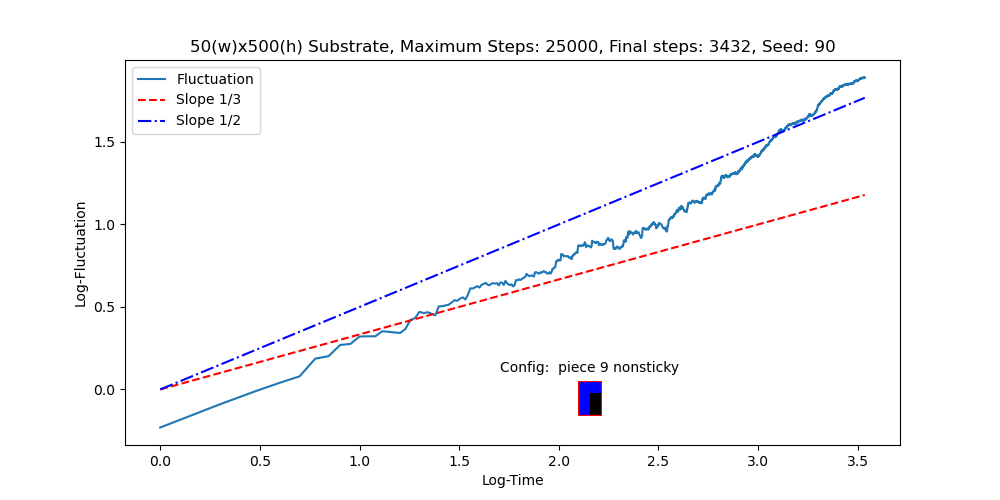 50(w)x500(h) Substrate, Maximum Steps: 25000, Final steps: 3432, Seed: 90
Fluctuation
Slope 1/3
Slope 1/2
Log-Fluctuation
1.5
1.0
0.5
0.0
Config:  piece 9 nonsticky
0.0 0.5 1.0 1.5 2.0 2.5 3.0 3.5
Log-Time